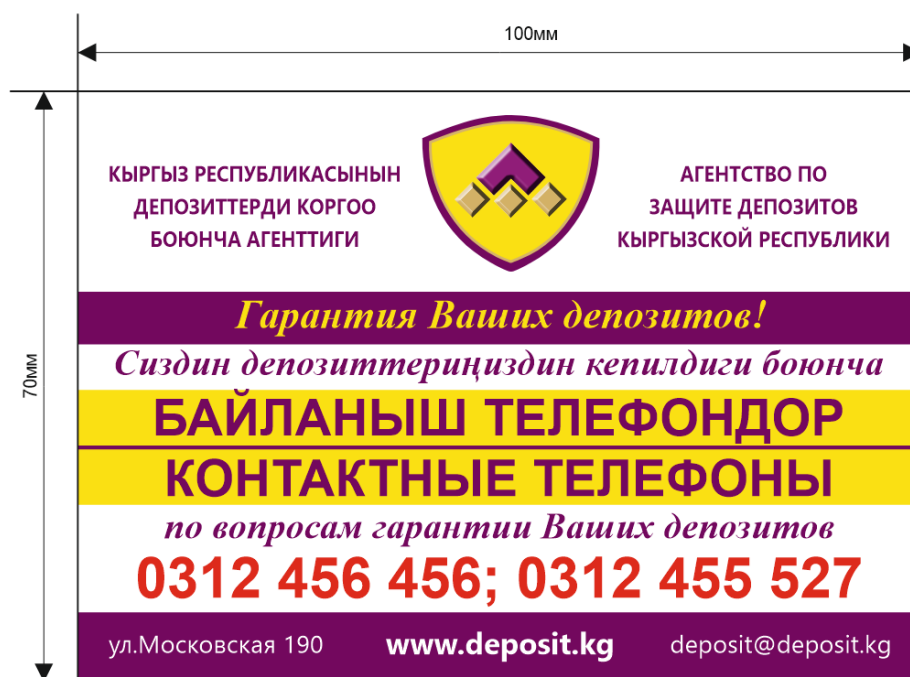 100мм
70мм
КЫРГЫЗ РЕСПУБЛИКАСЫНЫН
ДЕПОЗИТТЕРДИ КОРГОО
БОЮНЧА АГЕНТТИГИ
АГЕНТСТВО ПО
ЗАЩИТЕ ДЕПОЗИТОВ
КЫРГЫЗСКОЙ РЕСПУБЛИКИ
Гарантия Ваших депозитов!
Сиздин депозиттериңиздин кепилдиги боюнча
БАЙЛАНЫШ ТЕЛЕФОНДОР
КОНТАКТНЫЕ ТЕЛЕФОНЫ
по вопросам гарантии Ваших депозитов
0312 456 456; 0312 455 527
ул.Московская 190 www.deposit.kg deposit@deposit.kg